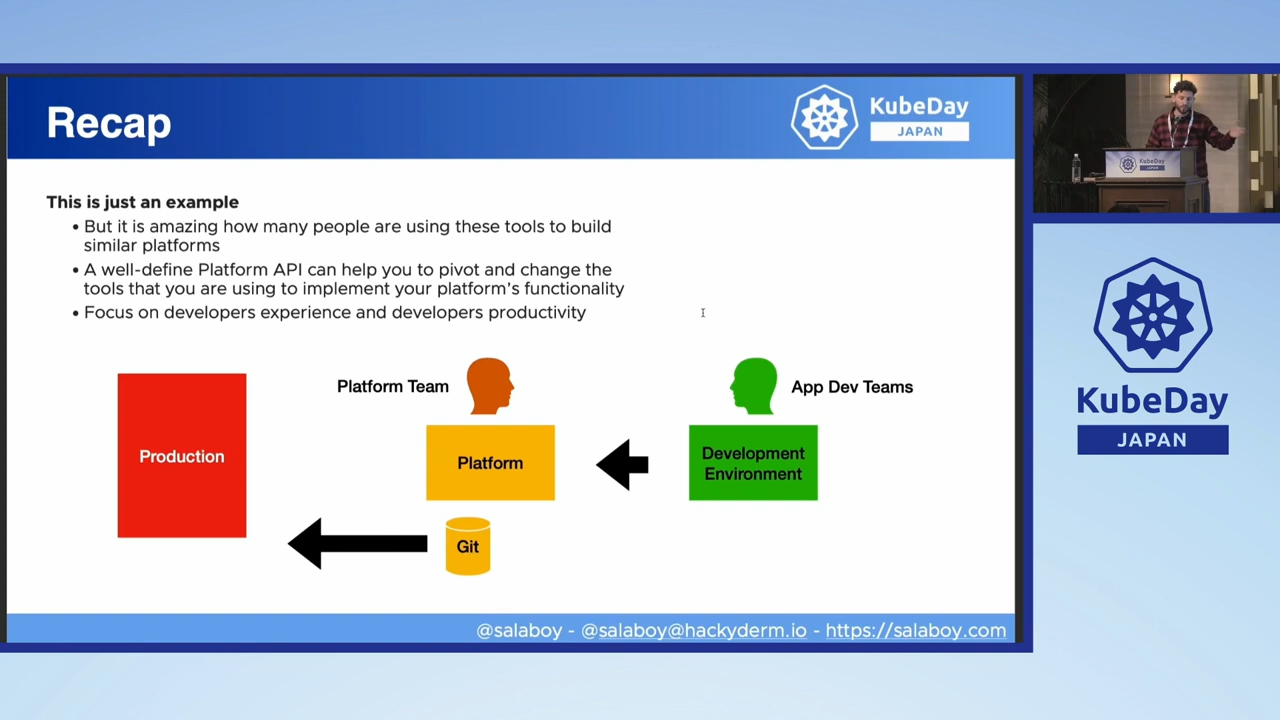 Recap
KubeDay
JAPAN
This is just an example
• But it is amazing how many people are using these tools to build
similar platforms
• A well-define Platform API can help you to pivot and change the
tools that you are using to implement your platform's functionality
• Focus on developers experience and developers productivity
Platform Team
App Dev Teams
Production
Platform
Development
Environment
Git
@salaboy - @salaboy@hackyderm.io - https://salaboy.com
KubeDay
KubeDay
JAPAN